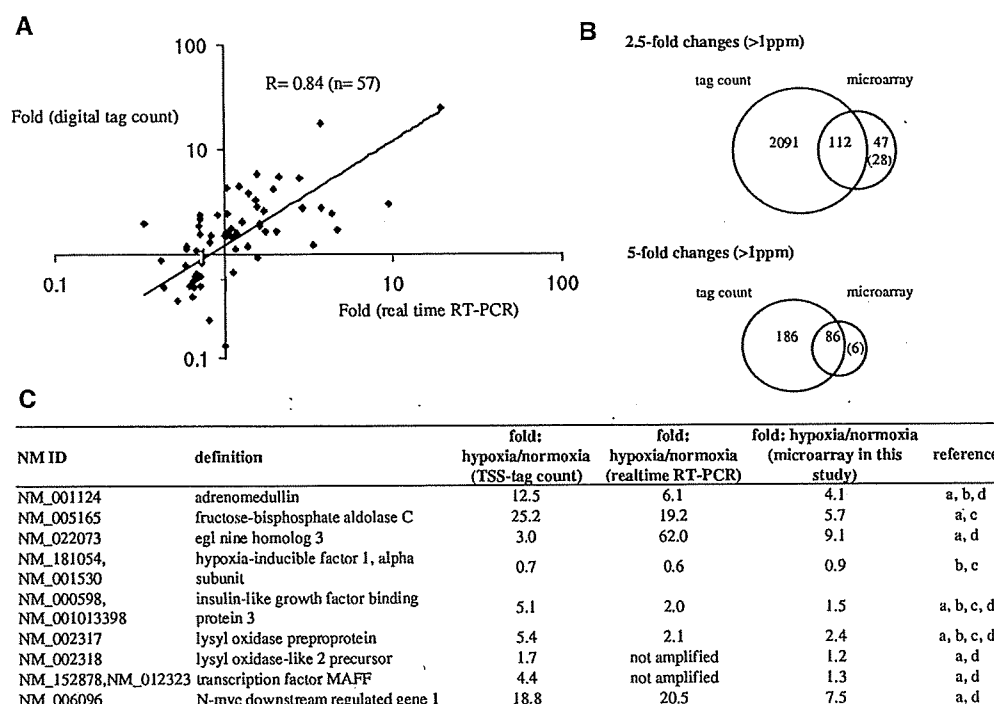 A
100
R= 0.84 (n= 57)
Fold (digital tag count)
10
0.1
10
100
Fold (real time RT-PCR)
0.1
B
2.5-fold changes (>1ppm)
tag count
microarray
2091
112
47
(28)
5-fold changes (>1ppm)
tag count
microarray
186
86
(6)
C
NM ID definition fold: hypoxia/normoxia (TSS-tag count) fold: hypoxia/normoxia (realtime RT-PCR) fold: hypoxia/normoxia (microarray in this study) reference
NM_001124 adrenomedullin 12.5 6.1 4.1 a, b, d
NM_005165 fructose-bisphosphate aldolase C 25.2 19.2 5.7 a, c
NM_022073 egl nine homolog 3 3.0 62.0 9.1 a, d
NM_181054, NM_001530 hypoxia-inducible factor 1, alpha subunit 0.7 0.6 0.9 b, c
NM_000598, NM_001013398 insulin-like growth factor binding protein 3 5.1 2.0 1.5 a, b, c, d
NM_002317 lysyl oxidase preproprotein 5.4 2.1 2.4 a, b, c, d
NM_002318 lysyl oxidase-like 2 precursor 1.7 not amplified 1.2 a, d
NM_152878,NM_012323 transcription factor MAFF 4.4 not amplified 1.3 a, d
NM_006096 N-myc downstream regulated gene 1 18.8 20.5 7.5 a, d